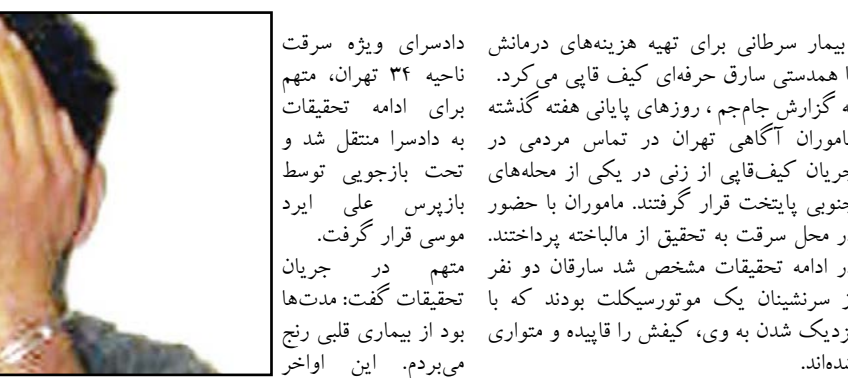 بیمار سرطانی برای تهیه هزینه‌های درمانش
همدستی سارق حرفه‌ای کیف قاپی می‌کرد.
گزارش جام‌جم ، روزهای پایانی هفته گذشته
ماموران آگاهی تهران در تماس مردمی در
جریان کیف‌قاپی از زنی در یکی از محله‌های
جنوبی پایتخت قرار گرفتند. ماموران با حضور
محل سرقت به تحقیق از مالباخته پرداختند.
ادامه تحقیقات مشخص شد سارقان دو نفر
سرنشینان یک موتورسیکلت بودند که با
نزدیک شدن به وی، کیفش را قاپیده و متواری
شده‌اند.
دادسرای ویژه سرقت
ناحیه ۳۴ تهران، متهم
برای ادامه تحقیقات
به دادسرا منتقل شد و
تحت بازجویی توسط
بازپرس علی ایرد
موسی قرار گرفت.
متهم در جریان
تحقیقات گفت: مدت‌ها
بود از بیماری قلبی رنج
می‌بردم. این اواخر